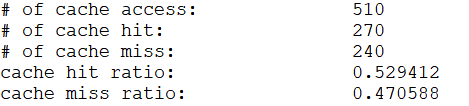 # of cache access: 510
# of cache hit: 270
# of cache miss: 240
cache hit ratio: 0.529412
cache miss ratio: 0.470588